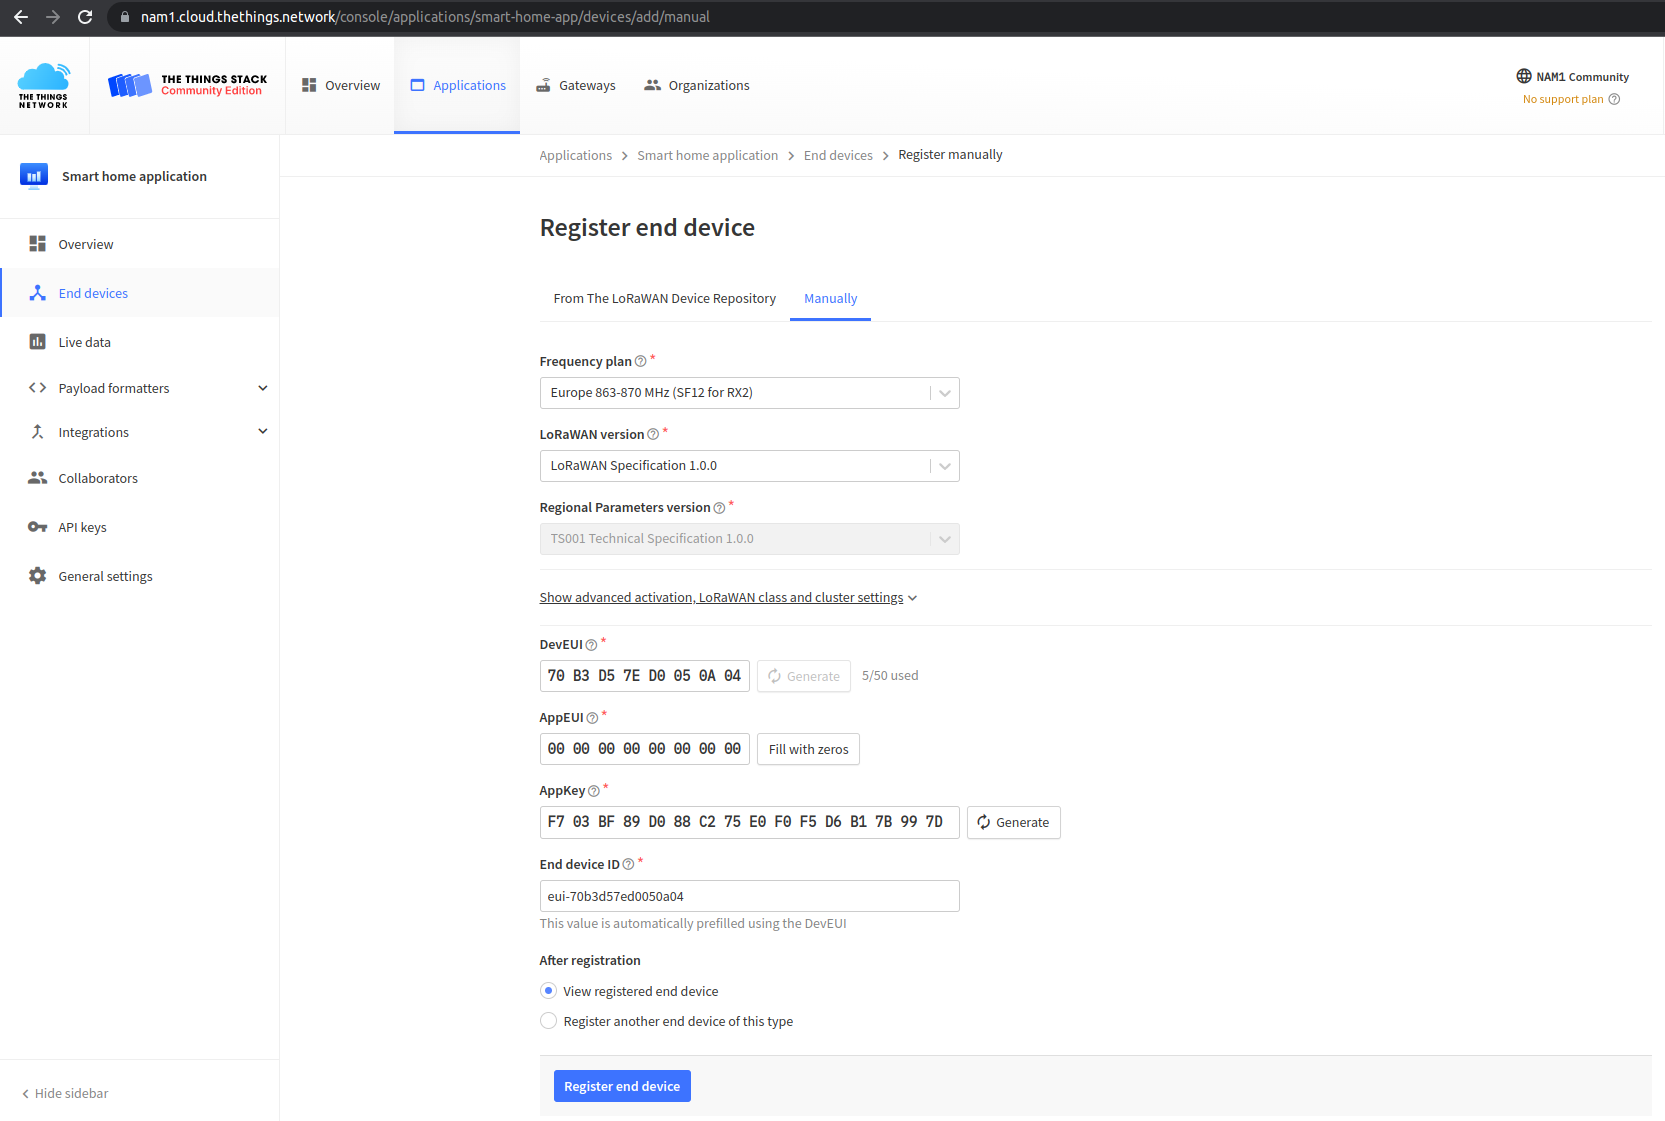 nam1.cloud.thethings.network/console/applications/smart-home-app/devices/add/manual
THE THINGS NETWORK
THE THINGS STACK
Community Edition
Overview
Applications
Gateways
Organizations
NAM1 Community
No support plan
Smart home application
Overview
End devices
Live data
Payload formatters
Integrations
Collaborators
API keys
General settings
Hide sidebar
Applications > Smart home application > End devices > Register manually
Register end device
From The LoRaWAN Device Repository
Manually
Frequency plan *
Europe 863-870 MHz (SF12 for RX2)
LoRaWAN version *
LoRaWAN Specification 1.0.0
Regional Parameters version *
TS001 Technical Specification 1.0.0
Show advanced activation, LoRaWAN class and cluster settings
DevEUI *
70 B3 D5 7E D0 05 0A 04 Generate 5/50 used
AppEUI *
00 00 00 00 00 00 00 00 Fill with zeros
AppKey *
F7 03 BF 89 D0 88 C2 75 E0 F0 F5 D6 B1 7B 99 7D Generate
End device ID *
eui-70b3d57ed0050a04
This value is automatically prefilled using the DevEUI
After registration
View registered end device
Register another end device of this type
Register end device